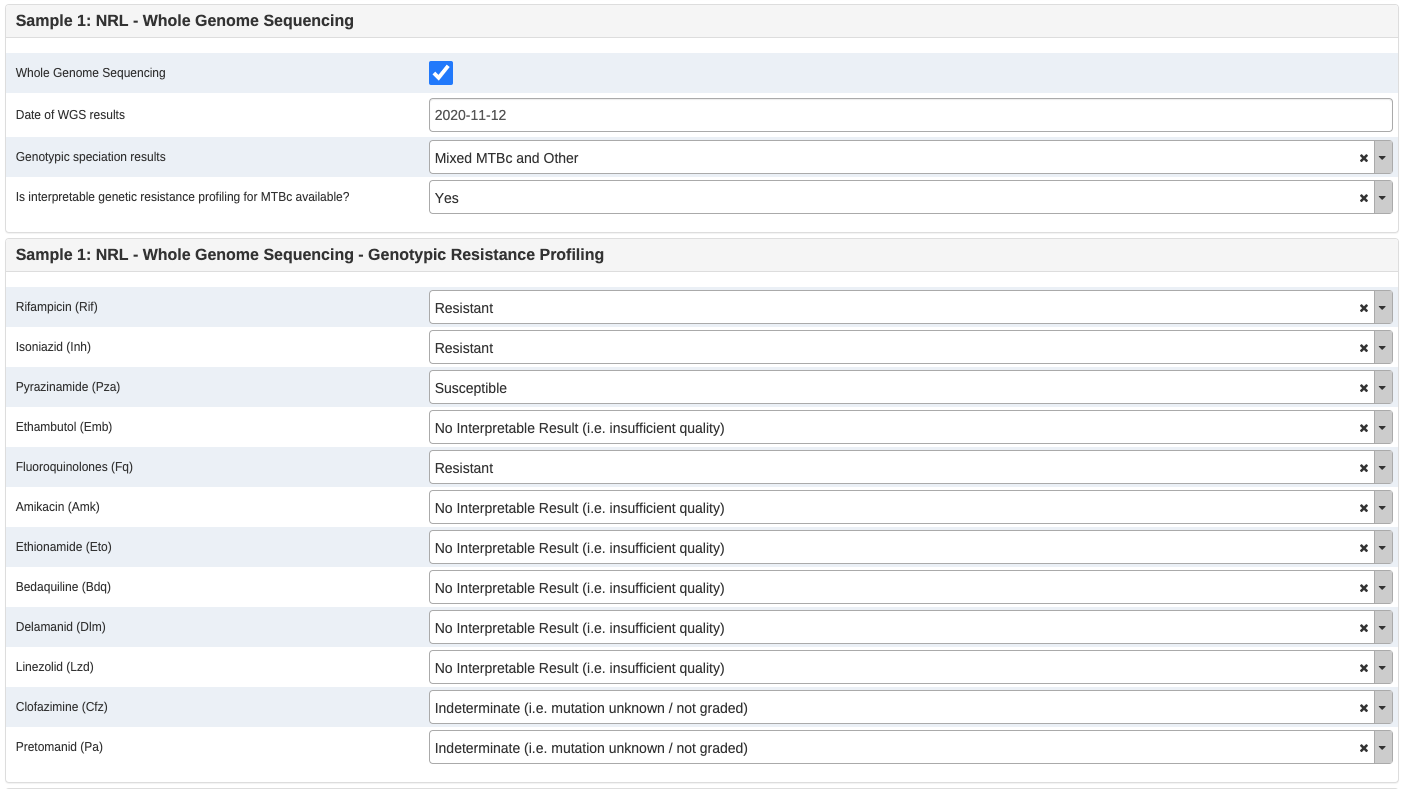 Sample 1: NRL - Whole Genome Sequencing
Whole Genome Sequencing
Date of WGS results 2020-11-12
Genotypic speciation results Mixed MTBc and Other
Is interpretable genetic resistance profiling for MTBc available? Yes
Sample 1: NRL - Whole Genome Sequencing - Genotypic Resistance Profiling
Rifampicin (Rif) Resistant
Isoniazid (Inh) Resistant
Pyrazinamide (Pza) Susceptible
Ethambutol (Emb) No Interpretable Result (i.e. insufficient quality)
Fluoroquinolones (Fq) Resistant
Amikacin (Amk) No Interpretable Result (i.e. insufficient quality)
Ethionamide (Eto) No Interpretable Result (i.e. insufficient quality)
Bedaquiline (Bdq) No Interpretable Result (i.e. insufficient quality)
Delamanid (Dlm) No Interpretable Result (i.e. insufficient quality)
Linezolid (Lzd) No Interpretable Result (i.e. insufficient quality)
Clofazimine (Cfz) Indeterminate (i.e. mutation unknown / not graded)
Pretomanid (Pa) Indeterminate (i.e. mutation unknown / not graded)